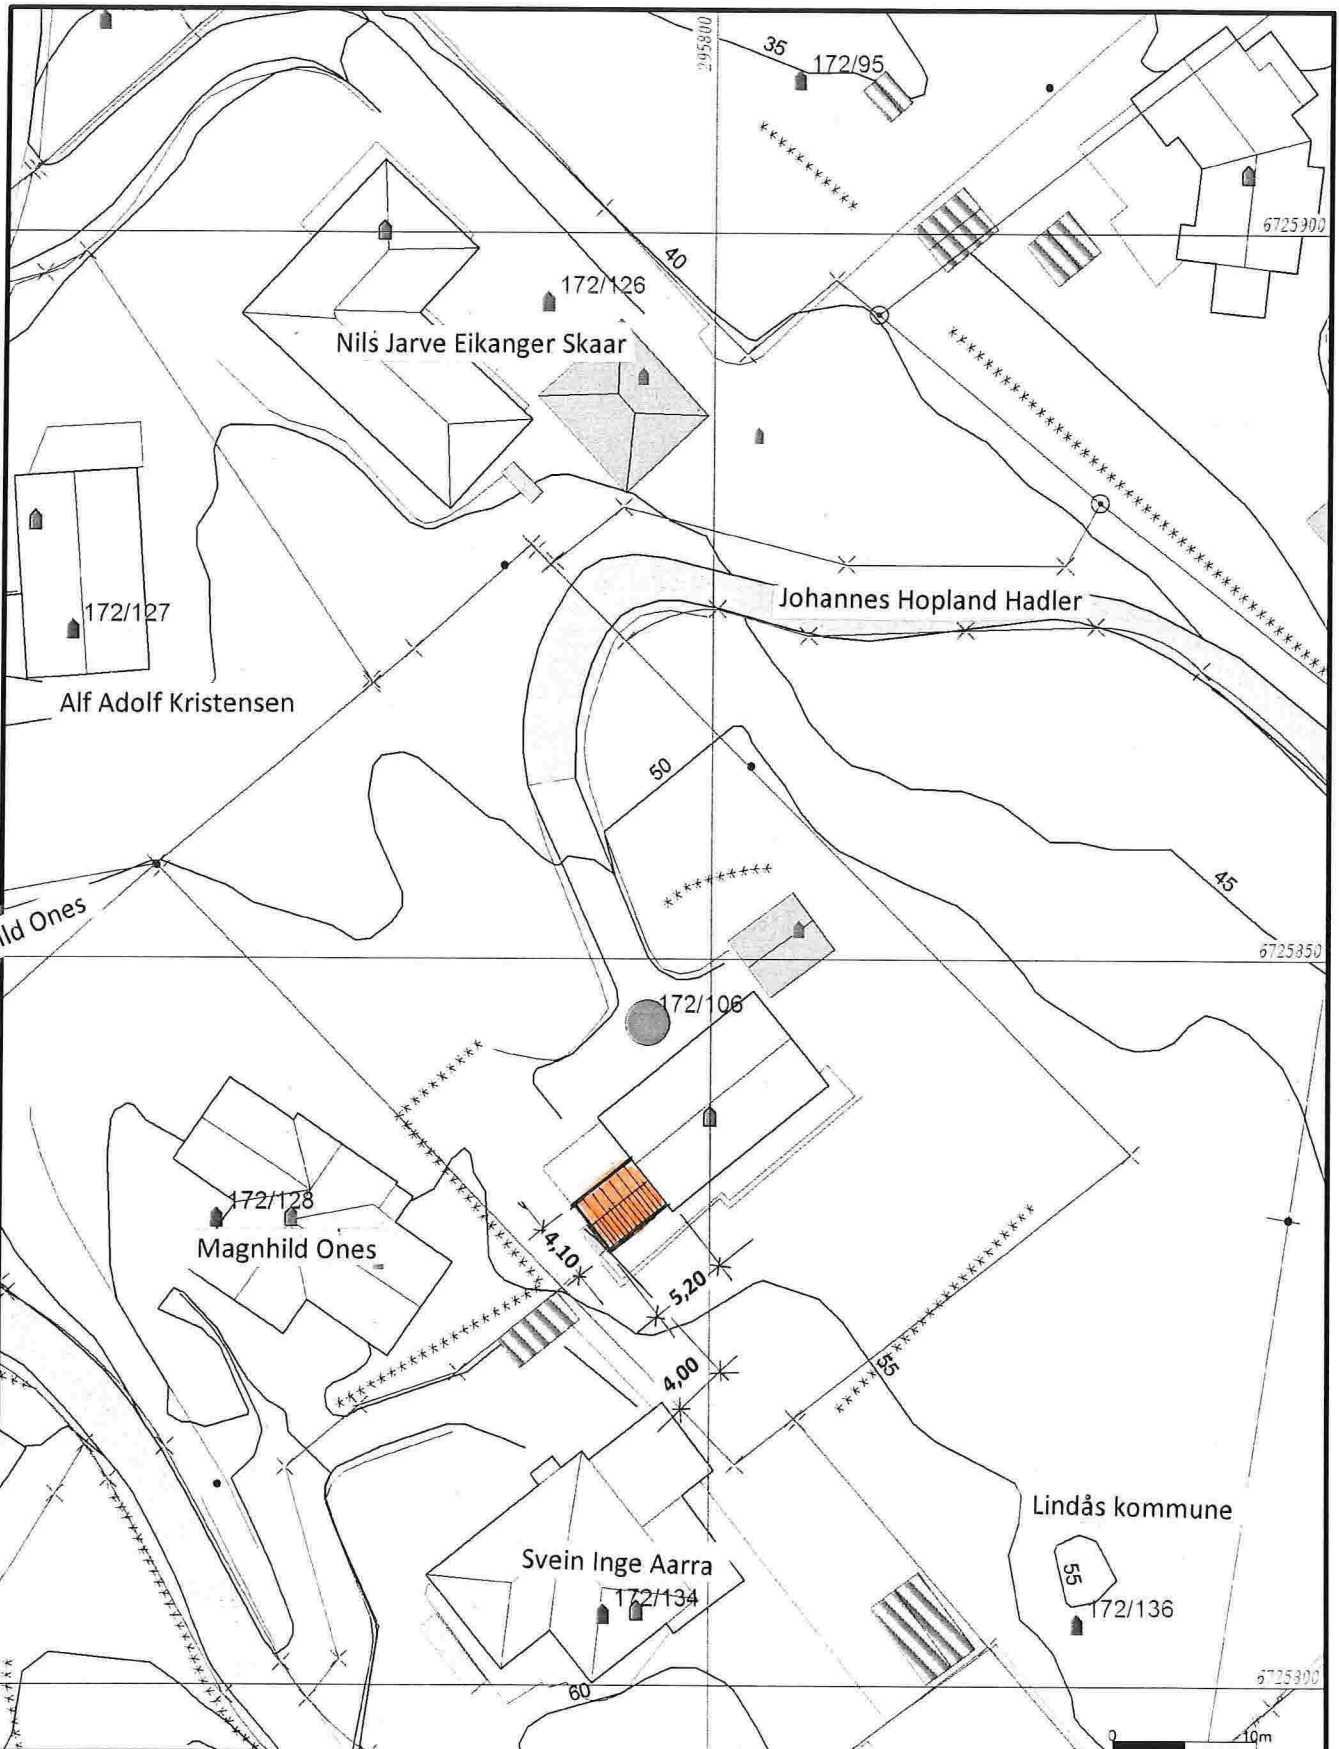 295800
35
172/95
6725900
40
172/126
Nils Jarve Eikanger Skaar
Johannes Hopland Hadler
172/127
Alf Adolf Kristensen
50
45
Ones
6725850
172/106
172/128
Magnhild Ones
4,10
5,20
4,00
55
Lindås kommune
Svein Inge Aarra
55
172/134
172/136
60
6725800
0
10m